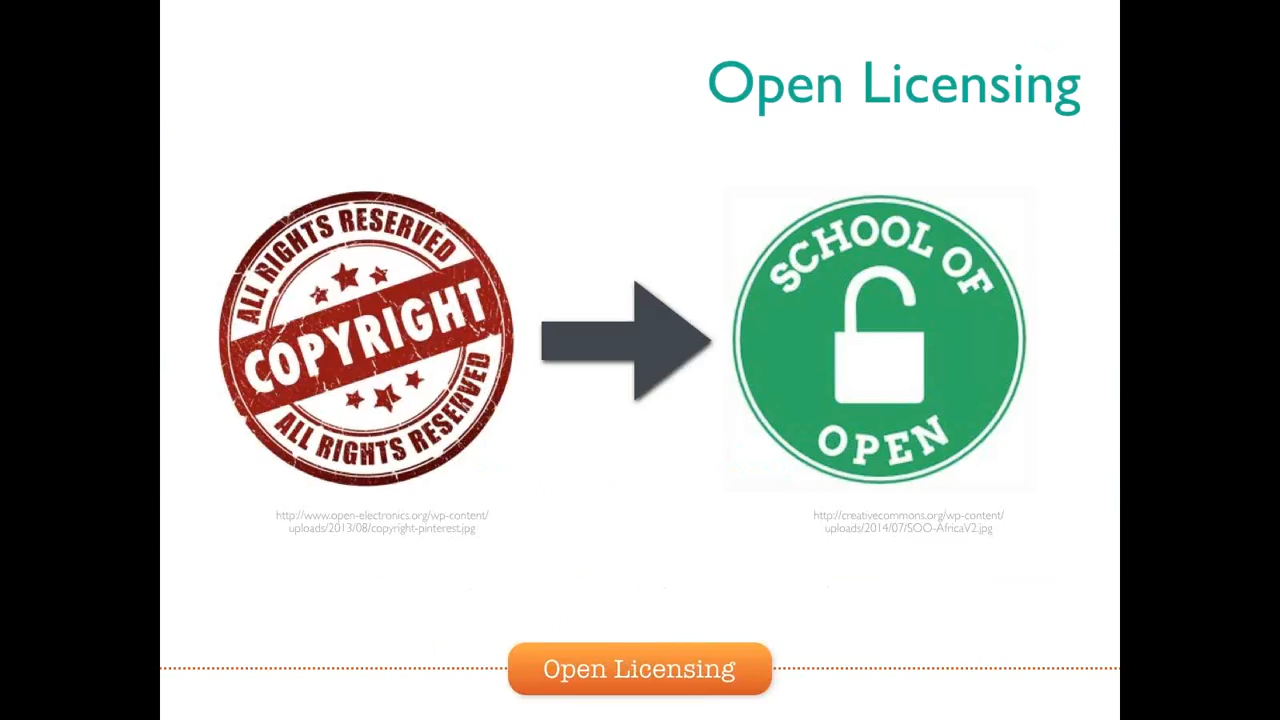 Open Licensing
ALL RIGHTS RESERVED
COPYRIGHT
ALL RIGHTS RESERVED
SCHOOL OF
OPEN
http://www.open-electronics.org/wp-content/
uploads/2013/08/copyright-pinterest.jpg
http://creativecommons.org/wp-content/
uploads/2014/07/SOO-AfricaV2.jpg
Open Licensing